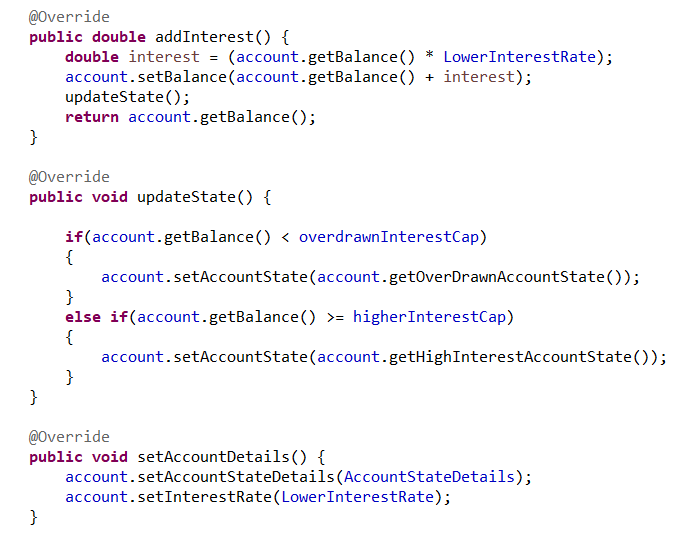 @Override
public double addInterest() {
    double interest = (account.getBalance() * LowerInterestRate);
    account.setBalance(account.getBalance() + interest);
    updateState();
    return account.getBalance();
}
@Override
public void updateState() {
    if(account.getBalance() < overdrawnInterestCap)
    {
        account.setAccountState(account.getOverDrawnAccountState());
    }
    else if(account.getBalance() >= higherInterestCap)
    {
        account.setAccountState(account.getHighInterestAccountState());
    }
}
@Override
public void setAccountDetails() {
    account.setAccountStateDetails(AccountStateDetails);
    account.setInterestRate(LowerInterestRate);
}